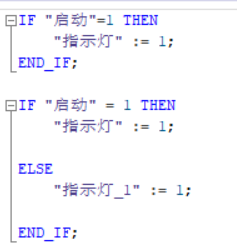 IF "启动"=1 THEN
"指示灯" := 1;
END_IF;
IF "启动" = 1 THEN
"指示灯" := 1;
ELSE
"指示灯_1" := 1;
END_IF;